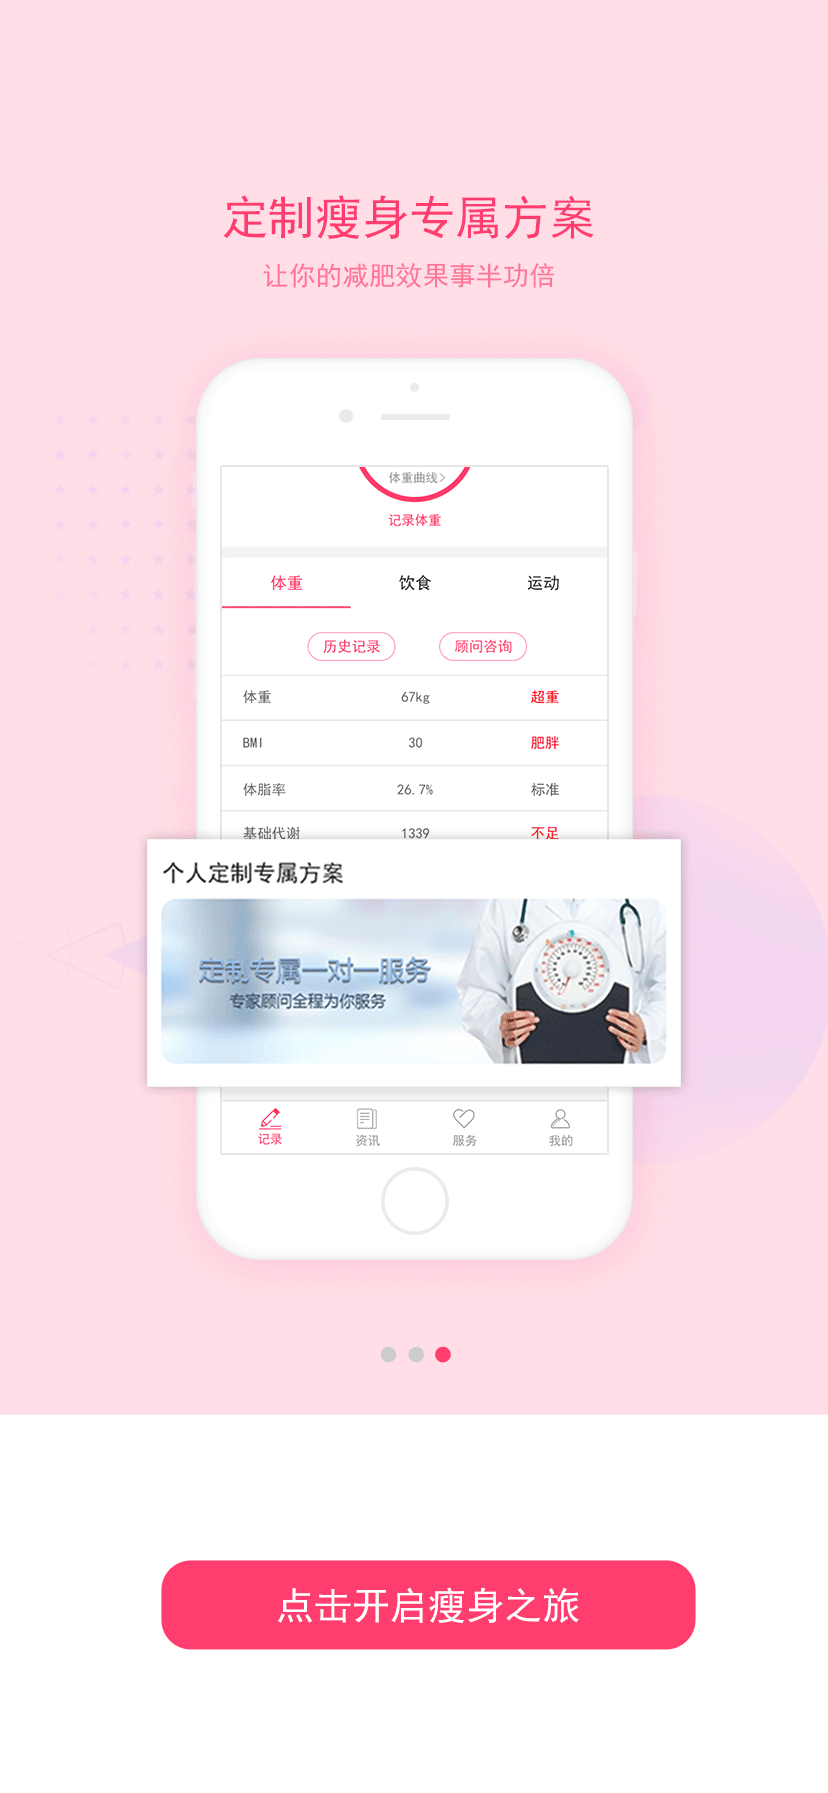 定制瘦身专属方案
让你的减肥效果事半功倍
体重曲线>
记录体重
体重 饮食 运动
历史记录 顾问咨询
体重 67kg 超重
BMI 30 肥胖
体脂率 26.7% 标准
基础代谢 1339 不足
个人定制专属方案
定制专属一对一服务
专家顾问全程为你服务
记录 资讯 服务 我的
点击开启瘦身之旅